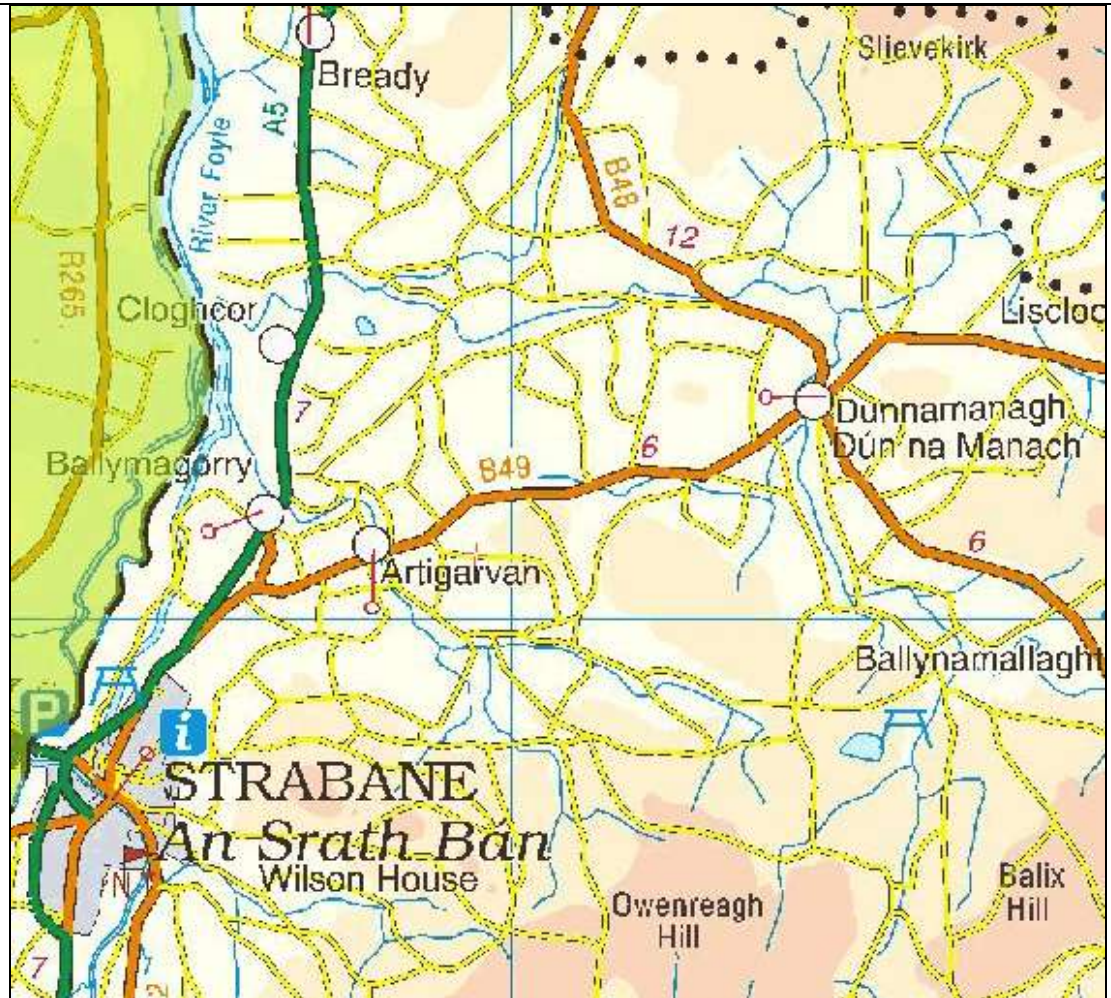 Slievekirk
Bready
A5
River Foyle
B48
12
R265
Cloghcor
7
Dunnamanagh
Dún na Manach
6
Ballymagorry
B49
Artigarvan
6
Ballynamallaght
P
i
STRABANE
An Srath Bán
Wilson House
Owenreagh
Hill
Balix
Hill
7